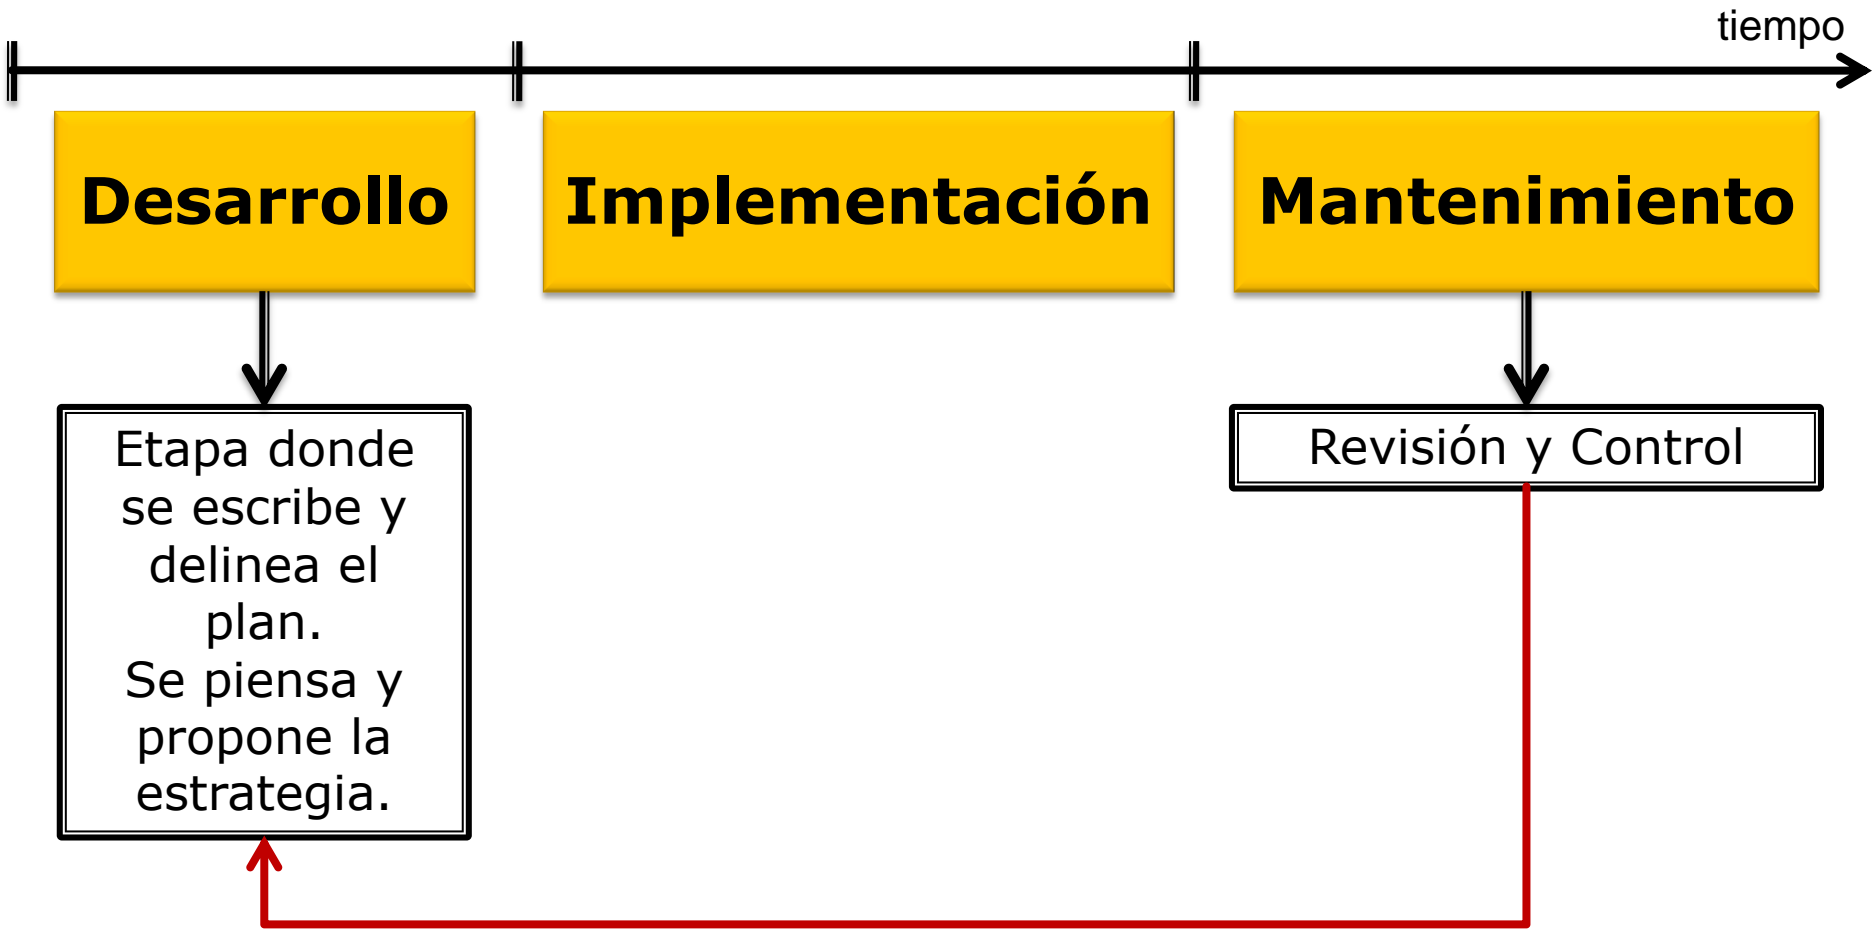 tiempo
Desarrollo
Implementación
Mantenimiento
Etapa donde
se escribe y
delinea el
plan.
Se piensa y
propone la
estrategia.
Revisión y Control